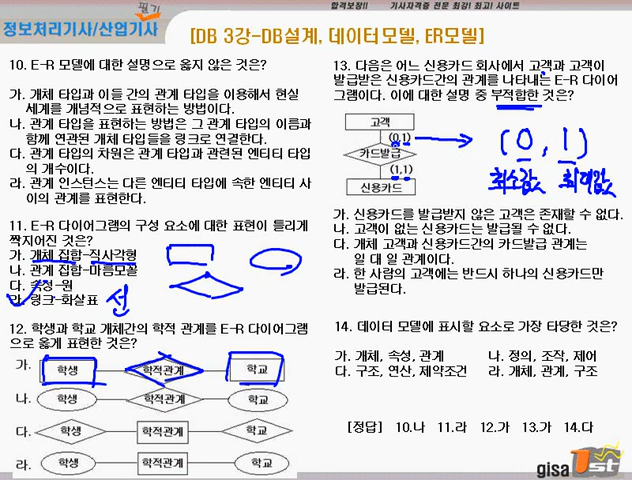 합격보장!! 기사자격증 전문 최강! 최고! 사이트
필기
정보처리기사/산업기사
[DB 3강-DB설계, 데이터모델, ER모델]
10. E-R 모델에 대한 설명으로 옳지 않은 것은?
가. 개체 타입과 이들 간의 관계 타입을 이용해서 현실
세계를 개념적으로 표현하는 방법이다.
나. 관계 타입을 표현하는 방법은 그 관계 타입의 이름과
함께 연관된 개체 타입들을 링크로 연결한다.
다. 관계 타입의 차원은 관계 타입과 관련된 엔티티 타입
의 개수이다.
라. 관계 인스턴스는 다른 엔티티 타입에 속한 엔티티 사
이의 관계를 표현한다.
11. E-R 다이어그램의 구성 요소에 대한 표현이 틀리게
짝지어진 것은?
가. 개체 집합-직사각형
나. 관계 집합-마름모꼴
다. 속성-원
라. 링크-화살표
선
12. 학생과 학교 개체간의 학적 관계를 E-R 다이어그램
으로 옳게 표현한 것은?
가. 학생 학적관계 학교
나. 학생 학적관계 학교
다. 학생 학적관계 학교
라. 학생 학적관계 학교
13. 다음은 어느 신용카드 회사에서 고객과 고객이
발급받은 신용카드간의 관계를 나타내는 E-R 다이어
그램이다. 이에 대한 설명 중 부적합한 것은?
고객
(0,1)
카드발급
(1,1)
신용카드
(0, 1)
최소값 최대값
가. 신용카드를 발급받지 않은 고객은 존재할 수 없다.
나. 고객이 없는 신용카드는 발급될 수 없다.
다. 개체 고객과 신용카드간의 카드발급 관계는
일 대 일 관계이다.
라. 한 사람의 고객에는 반드시 하나의 신용카드만
발급된다.
14. 데이터 모델에 표시할 요소로 가장 타당한 것은?
가. 개체, 속성, 관계 나. 정의, 조작, 제어
다. 구조, 연산, 제약조건 라. 개체, 관계, 구조
[정답] 10.나 11.라 12.가 13.가 14.다
gisa 1st